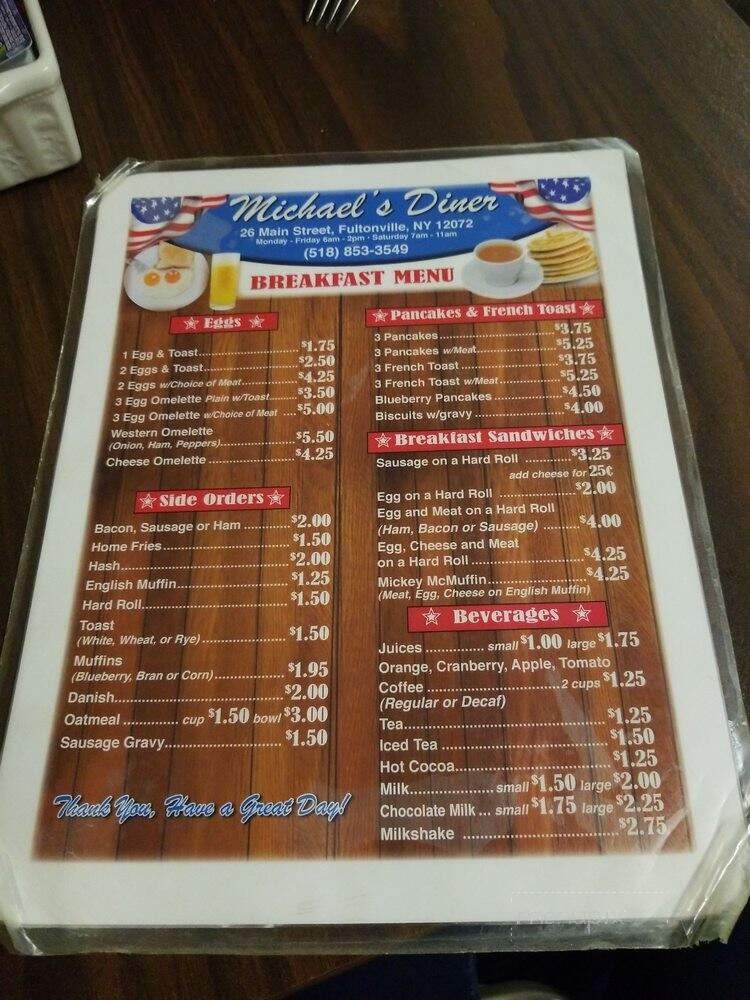 Michael's Diner
26 Main Street, Fultonville, NY 12072
Monday - Friday 6am - 2pm • Saturday 7am - 11am
(518) 853-3549
BREAKFAST MENU
Eggs
1 Egg & Toast $1.75
2 Eggs & Toast $2.50
2 Eggs w/Choice of Meat $4.25
3 Egg Omelette Plain w/Toast $3.50
3 Egg Omelette w/Choice of Meat $5.00
Western Omelette
(Onion, Ham, Peppers) $5.50
Cheese Omelette $4.25
Side Orders
Bacon, Sausage or Ham $2.00
Home Fries $1.50
Hash $2.00
English Muffin $1.25
Hard Roll $1.50
Toast
(White, Wheat, or Rye) $1.50
Muffins
(Blueberry, Bran or Corn) $1.95
Danish $2.00
Oatmeal cup $1.50 bowl $3.00
Sausage Gravy $1.50
Thank You, Have a Great Day!
Pancakes & French Toast
3 Pancakes $3.75
3 Pancakes w/Meat $5.25
3 French Toast $3.75
3 French Toast w/Meat $5.25
Blueberry Pancakes $4.50
Biscuits w/gravy $4.00
Breakfast Sandwiches
Sausage on a Hard Roll $3.25
add cheese for 25¢
Egg on a Hard Roll $2.00
Egg and Meat on a Hard Roll
(Ham, Bacon or Sausage) $4.00
Egg, Cheese and Meat
on a Hard Roll $4.25
Mickey McMuffin $4.25
(Meat, Egg, Cheese on English Muffin)
Beverages
Juices small $1.00 large $1.75
Orange, Cranberry, Apple, Tomato
Coffee 2 cups $1.25
(Regular or Decaf)
Tea $1.25
Iced Tea $1.50
Hot Cocoa $1.25
Milk small $1.50 large $2.00
Chocolate Milk ... small $1.75 large $2.25
Milkshake $2.75